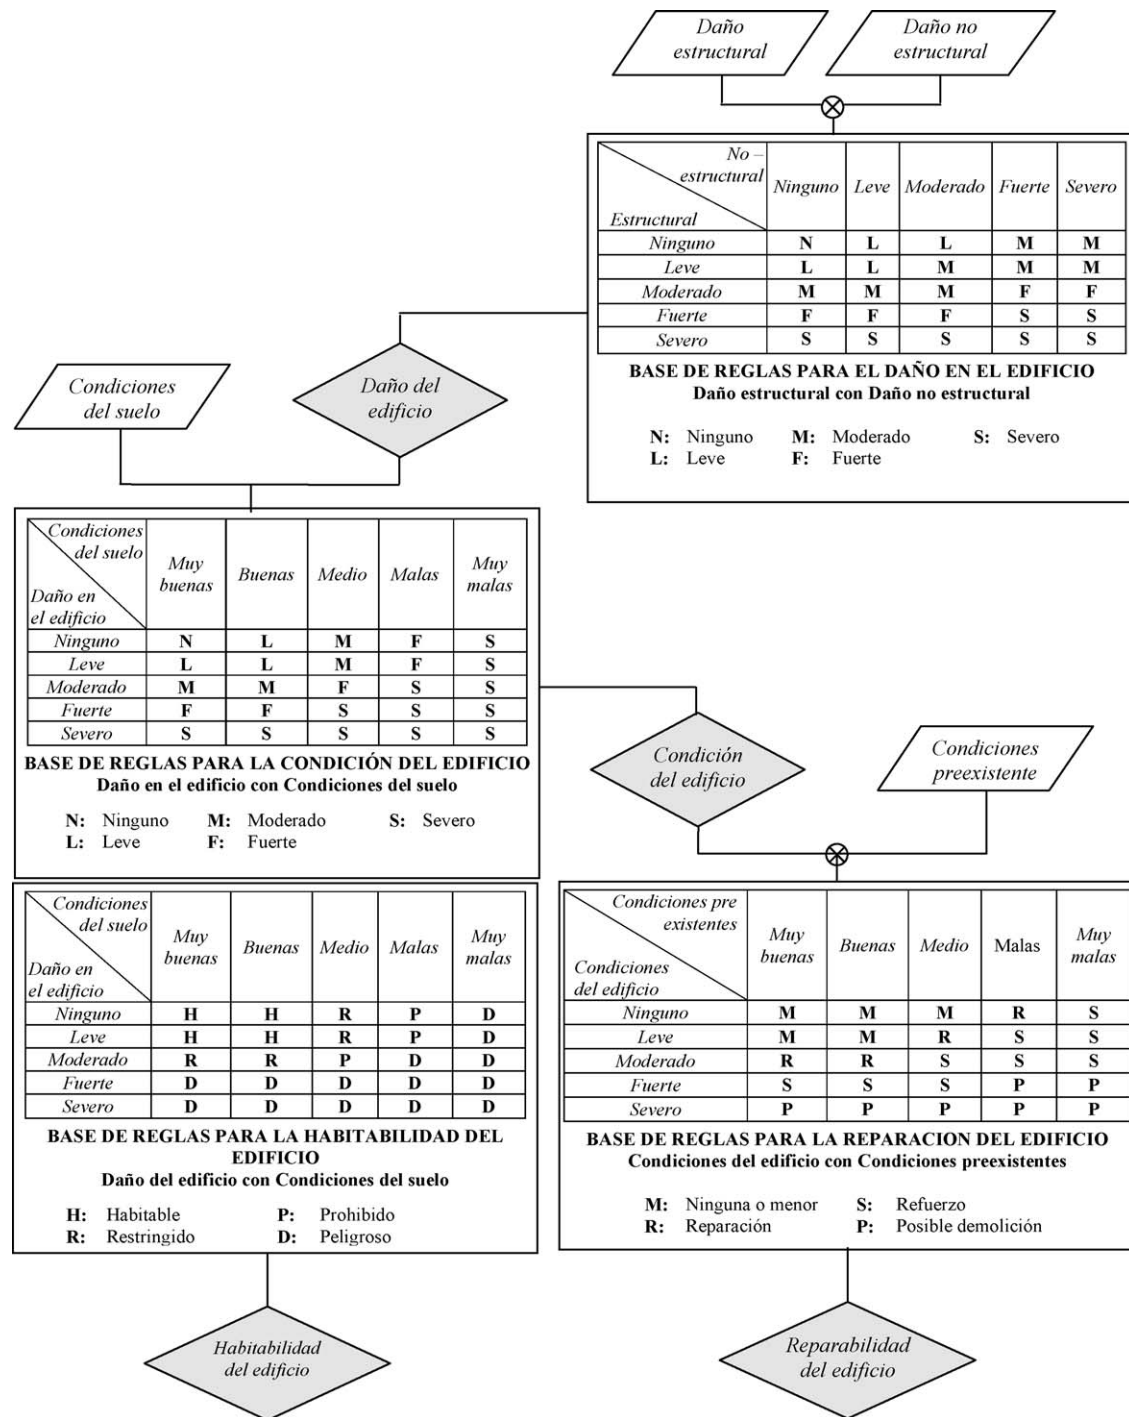 Daño
estructural
Daño no
estructural
No –
estructural
Estructural
Ninguno Leve Moderado Fuerte Severo
Ninguno N L L M M
Leve L L M M M
Moderado M M M F F
Fuerte F F F S S
Severo S S S S S
BASE DE REGLAS PARA EL DAÑO EN EL EDIFICIO
Daño estructural con Daño no estructural
N: Ninguno M: Moderado S: Severo
L: Leve F: Fuerte
Condiciones
del suelo
Daño del
edificio
Condiciones
del suelo
Daño en
el edificio
Muy
buenas
Buenas
Medio
Malas
Muy
malas
Ninguno N L M F S
Leve L L M F S
Moderado M M F S S
Fuerte F F S S S
Severo S S S S S
BASE DE REGLAS PARA LA CONDICIÓN DEL EDIFICIO
Daño en el edificio con Condiciones del suelo
N: Ninguno M: Moderado S: Severo
L: Leve F: Fuerte
Condición
del edificio
Condiciones
preexistente
Condiciones
del suelo
Daño en
el edificio
Muy
buenas
Buenas
Medio
Malas
Muy
malas
Ninguno H H R P D
Leve H H R P D
Moderado R R P D D
Fuerte D D D D D
Severo D D D D D
BASE DE REGLAS PARA LA HABITABILIDAD DEL
EDIFICIO
Daño del edificio con Condiciones del suelo
H: Habitable P: Prohibido
R: Restringido D: Peligroso
Condiciones pre
existentes
Condiciones
del edificio
Muy
buenas
Buenas
Medio
Malas
Muy
malas
Ninguno M M M R S
Leve M M R S S
Moderado R R S S S
Fuerte S S S P P
Severo P P P P P
BASE DE REGLAS PARA LA REPARACION DEL EDIFICIO
Condiciones del edificio con Condiciones preexistentes
M: Ninguna o menor S: Refuerzo
R: Reparación P: Posible demolición
Habitabilidad
del edificio
Reparabilidad
del edificio